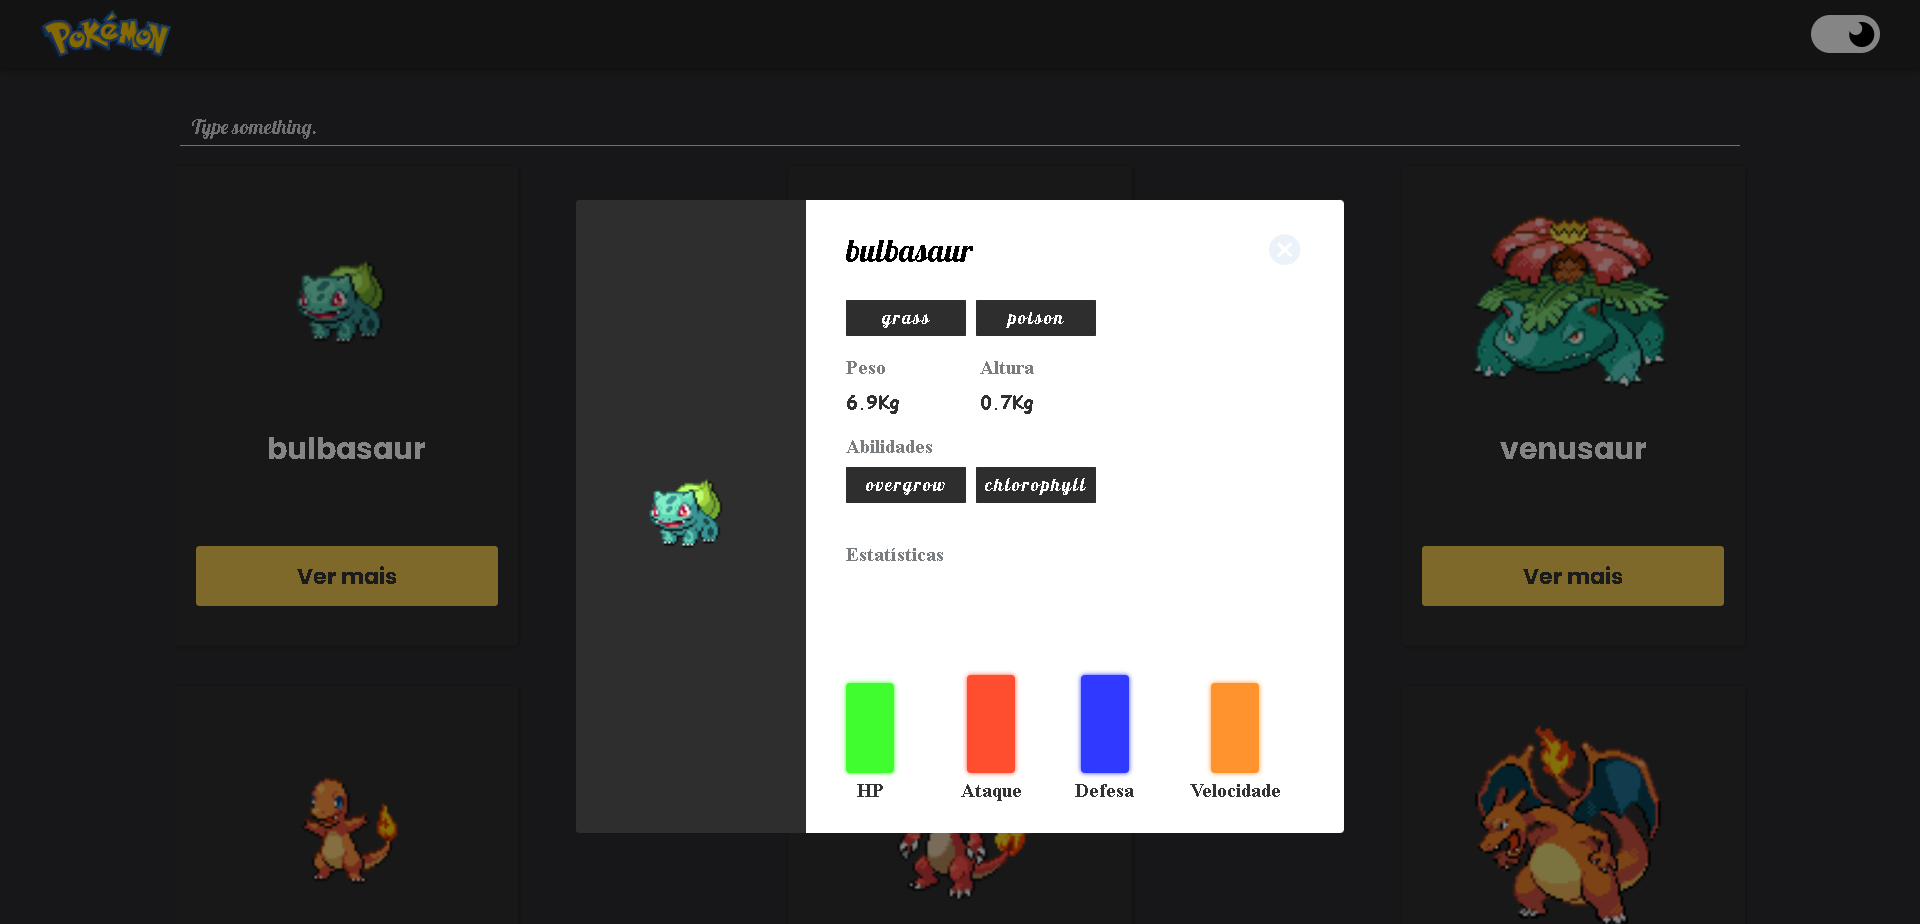 POKéMON
Type something.
bulbasaur
Ver mais
venusaur
Ver mais
bulbasaur
grass poison
Peso Altura
6.9Kg 0.7Kg
Abilidades
overgrow chlorophyll
Estatísticas
HP Ataque Defesa Velocidade